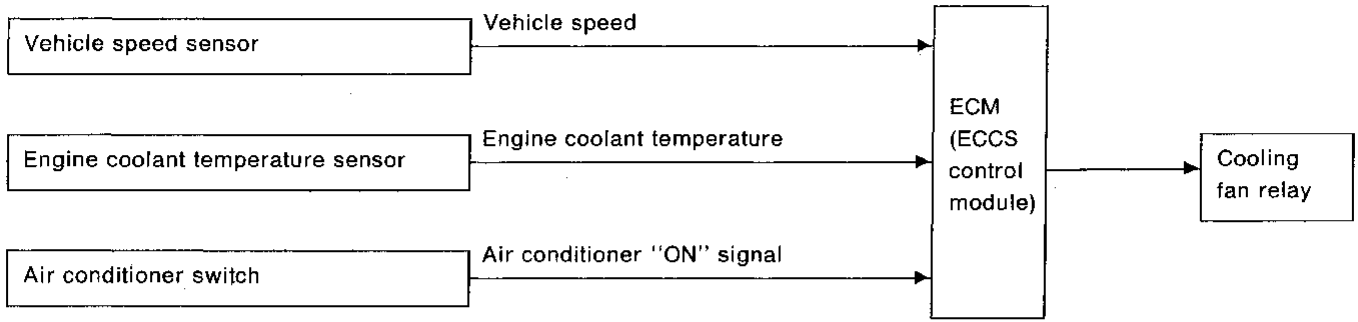 Vehicle speed sensor
Vehicle speed
Engine coolant temperature sensor
Engine coolant temperature
Air conditioner switch
Air conditioner "ON" signal
ECM
(ECCS
control
module)
Cooling
fan relay